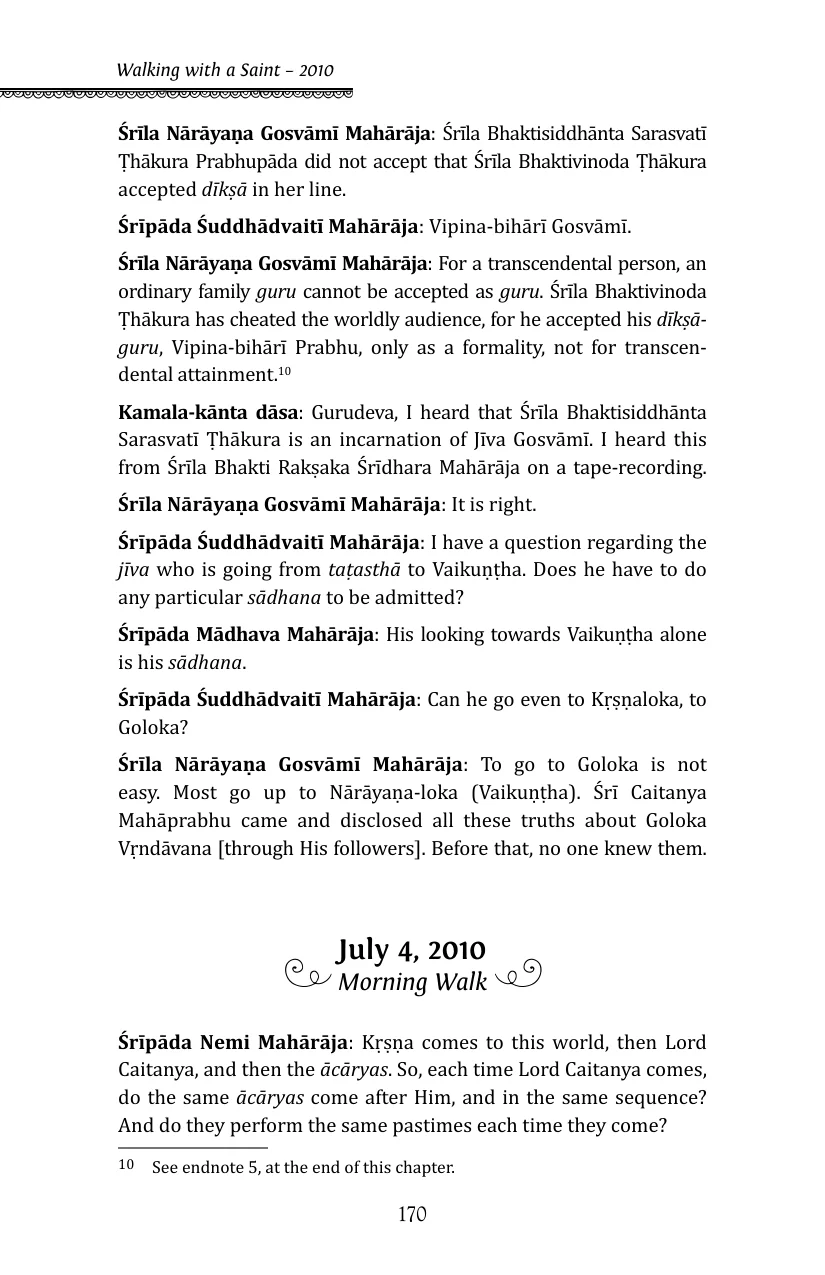 Walking with a Saint – 2010
Śrīla Nārāyaṇa Gosvāmī Mahārāja: Śrīla Bhaktisiddhānta Sarasvatī
Ṭhākura Prabhupāda did not accept that Śrīla Bhaktivinoda Ṭhākura
accepted dīkṣā in her line.
Śrīpāda Śuddhādvaitī Mahārāja: Vipina-bihārī Gosvāmī.
Śrīla Nārāyaṇa Gosvāmī Mahārāja: For a transcendental person, an
ordinary family guru cannot be accepted as guru. Śrīla Bhaktivinoda
Ṭhākura has cheated the worldly audience, for he accepted his dīkṣā-
guru, Vipina-bihārī Prabhu, only as a formality, not for transcen-
dental attainment.10
Kamala-kānta dāsa: Gurudeva, I heard that Śrīla Bhaktisiddhānta
Sarasvatī Ṭhākura is an incarnation of Jīva Gosvāmī. I heard this
from Śrīla Bhakti Rakṣaka Śrīdhara Mahārāja on a tape-recording.
Śrīla Nārāyaṇa Gosvāmī Mahārāja: It is right.
Śrīpāda Śuddhādvaitī Mahārāja: I have a question regarding the
jīva who is going from taṭasthā to Vaikuṇṭha. Does he have to do
any particular sādhana to be admitted?
Śrīpāda Mādhava Mahārāja: His looking towards Vaikuṇṭha alone
is his sādhana.
Śrīpāda Śuddhādvaitī Mahārāja: Can he go even to Kṛṣṇaloka, to
Goloka?
Śrīla Nārāyaṇa Gosvāmī Mahārāja: To go to Goloka is not
easy. Most go up to Nārāyaṇa-loka (Vaikuṇṭha). Śrī Caitanya
Mahāprabhu came and disclosed all these truths about Goloka
Vṛndāvana [through His followers]. Before that, no one knew them.
July 4, 2010
Morning Walk
Śrīpāda Nemi Mahārāja: Kṛṣṇa comes to this world, then Lord
Caitanya, and then the ācāryas. So, each time Lord Caitanya comes,
do the same ācāryas come after Him, and in the same sequence?
And do they perform the same pastimes each time they come?
10 See endnote 5, at the end of this chapter.
170